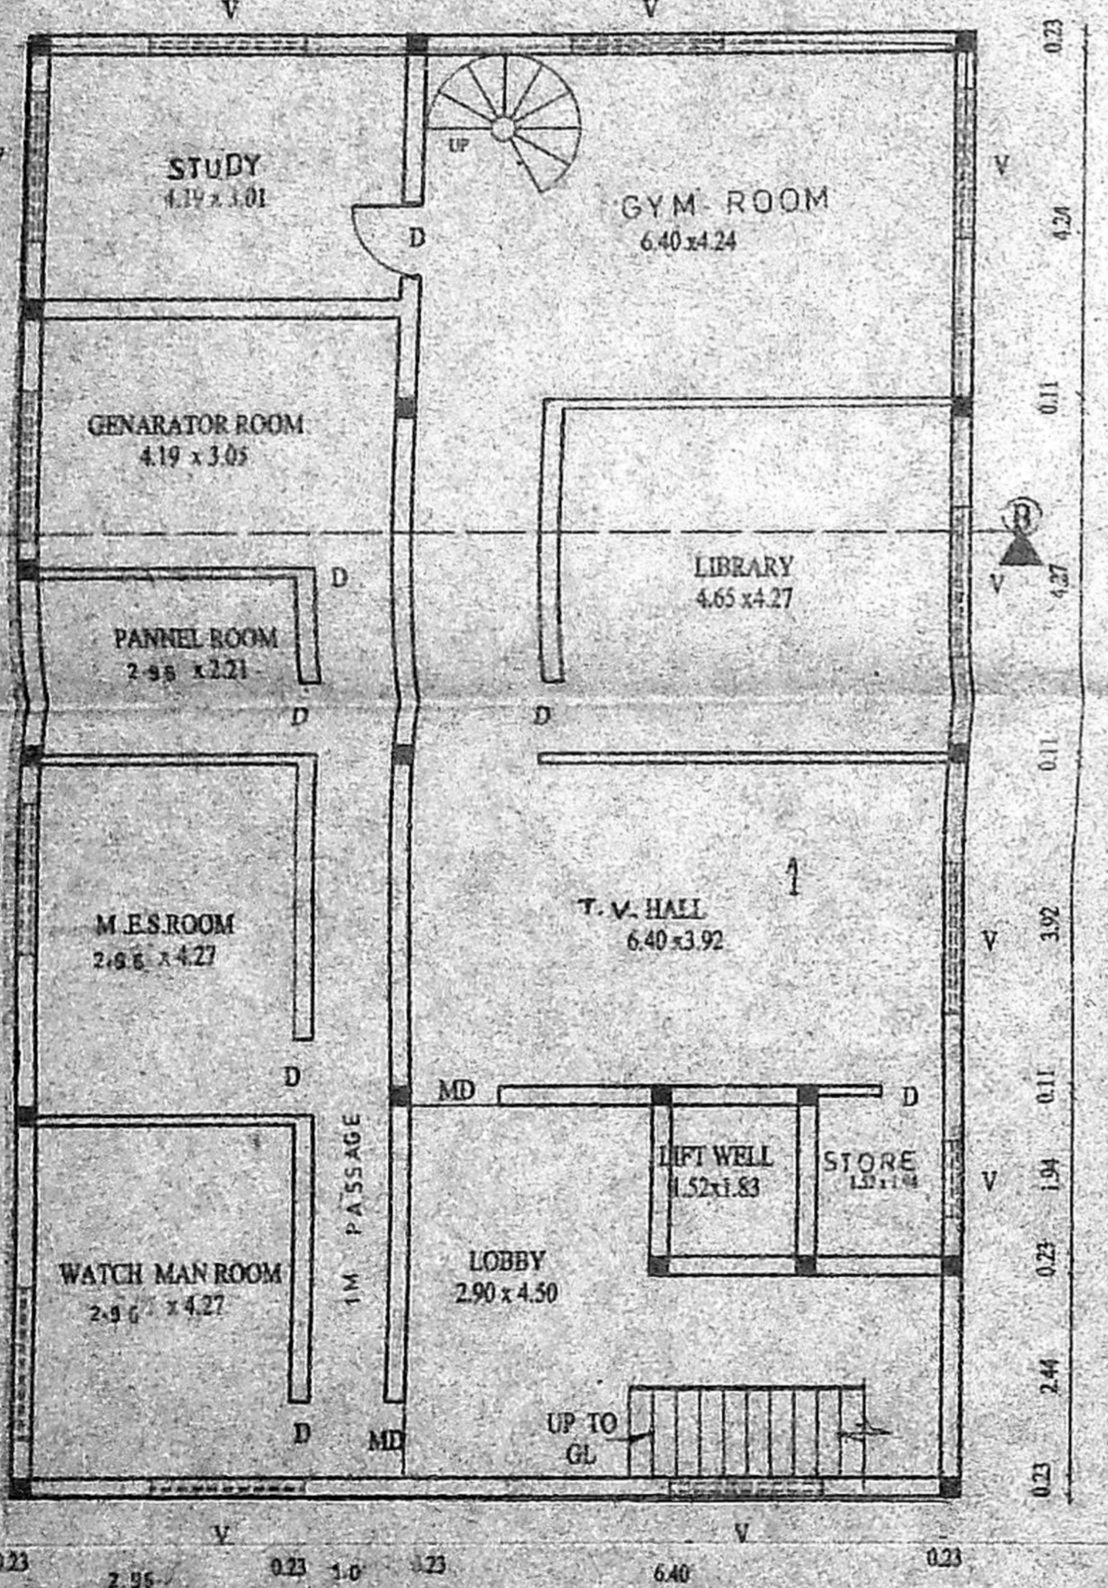 V
V
STUDY
4.19 x 3.01
UP
GYM- ROOM
6.40 x4.24
D
V
0.23
4.24
GENARATOR ROOM
4.19 x 3.05
0.11
B
D
LIBRARY
4.65 x4.27
V
4.27
PANNEL ROOM
2.96 x2.21
D
D
0.11
1
T.V. HALL
6.40 x3.92
V
3.92
M.E.S.ROOM
2.96 x 4.27
D
MD
D
0.11
1M PASSAGE
LIFT WELL
1.52x1.83
STORE
V
1.94
LOBBY
2.90 x 4.50
0.23
WATCH MAN ROOM
2.96 x 4.27
2.44
UP TO
GL
D
MD
0.23
V
V
0.23
2.95
0.23
1.0
0.23
6.40
0.23